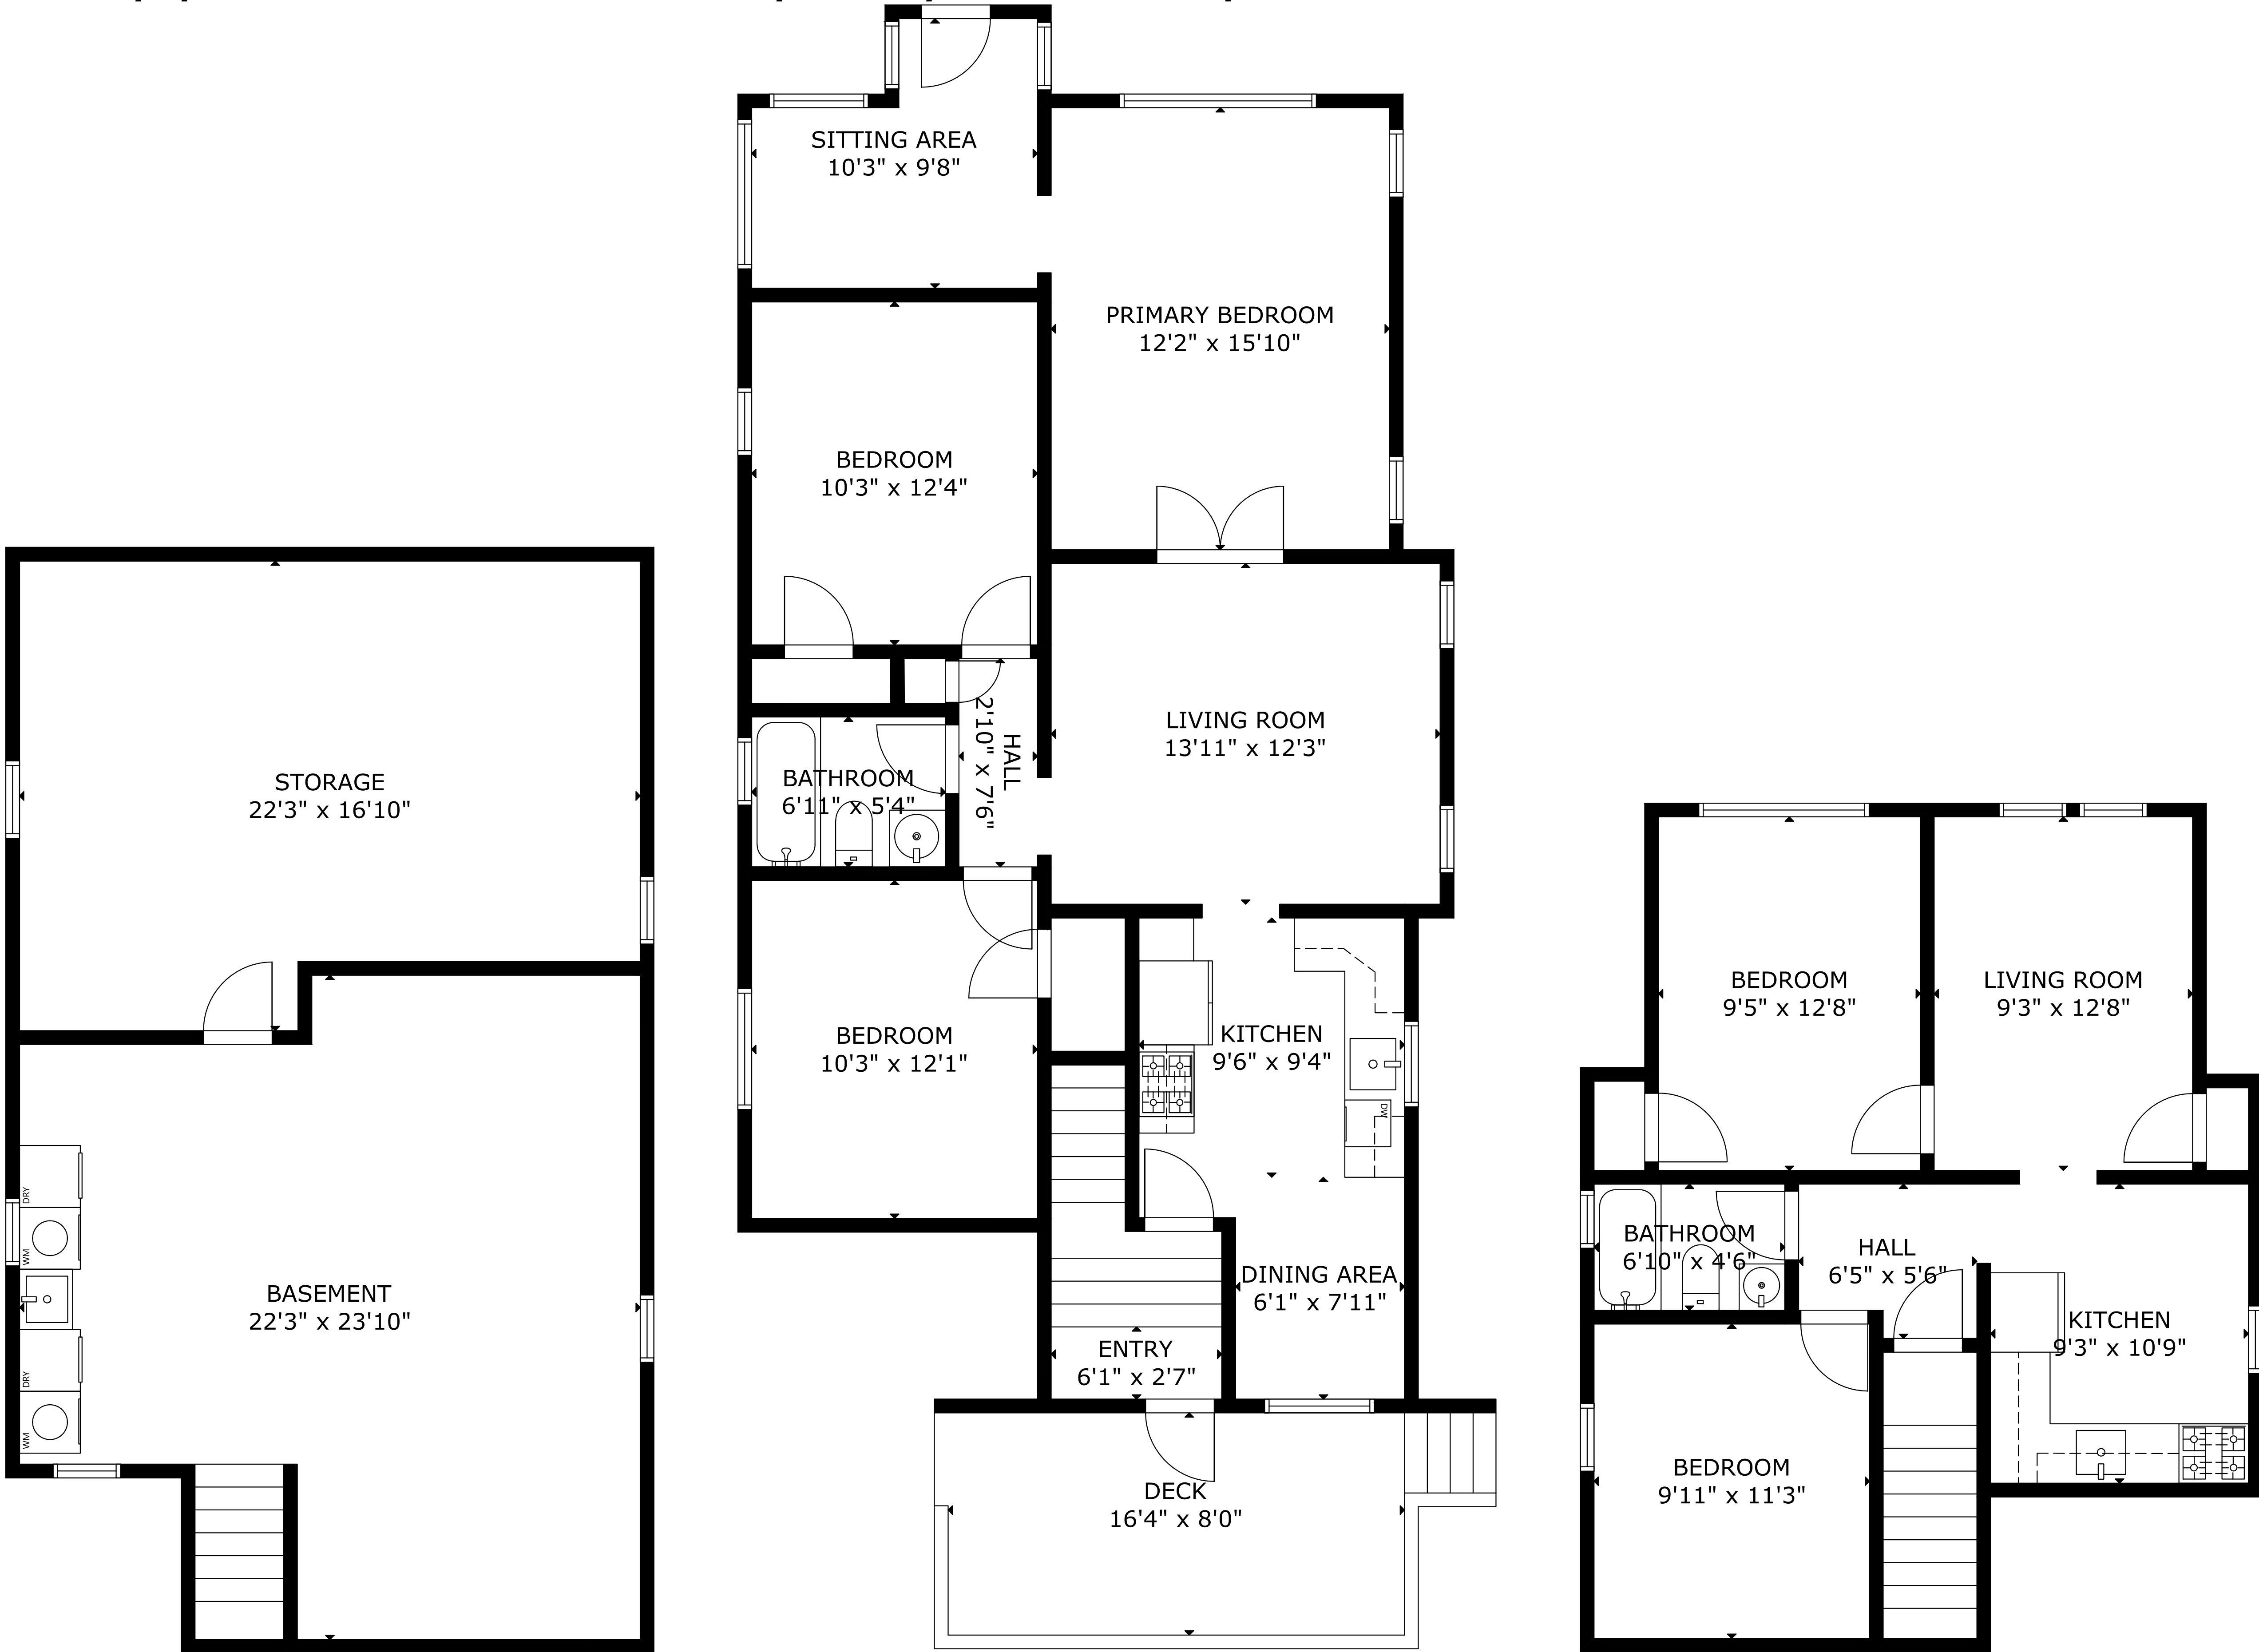 STORAGE
22'3" x 16'10"
DRY
WM
BASEMENT
22'3" x 23'10"
DRY
WM
SITTING AREA
10'3" x 9'8"
PRIMARY BEDROOM
12'2" x 15'10"
BEDROOM
10'3" x 12'4"
LIVING ROOM
13'11" x 12'3"
HALL
2'10" x 7'6"
BATHROOM
6'11" x 5'4"
BEDROOM
10'3" x 12'1"
KITCHEN
9'6" x 9'4"
DW
DINING AREA
6'1" x 7'11"
ENTRY
6'1" x 2'7"
DECK
16'4" x 8'0"
BEDROOM
9'5" x 12'8"
LIVING ROOM
9'3" x 12'8"
BATHROOM
6'10" x 4'6"
HALL
6'5" x 5'6"
KITCHEN
9'3" x 10'9"
BEDROOM
9'11" x 11'3"